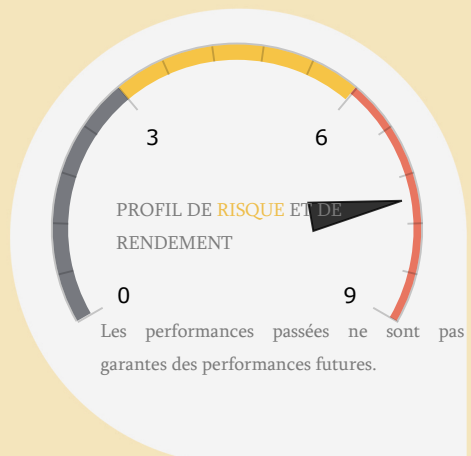 3 6
PROFIL DE RISQUE ET DE
RENDEMENT
0 9
Les performances passées ne sont pas
garantes des performances futures.